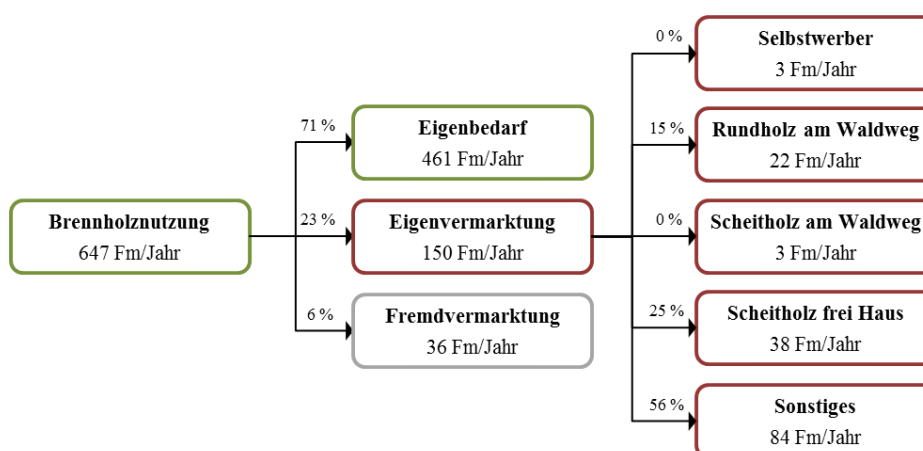 Brennholznutzung
647 Fm/Jahr
71 %
Eigenbedarf
461 Fm/Jahr
23 %
Eigenvermarktung
150 Fm/Jahr
6 %
Fremdvermarktung
36 Fm/Jahr
0 %
Selbstwerber
3 Fm/Jahr
15 %
Rundholz am Waldweg
22 Fm/Jahr
0 %
Scheitholz am Waldweg
3 Fm/Jahr
25 %
Scheitholz frei Haus
38 Fm/Jahr
56 %
Sonstiges
84 Fm/Jahr